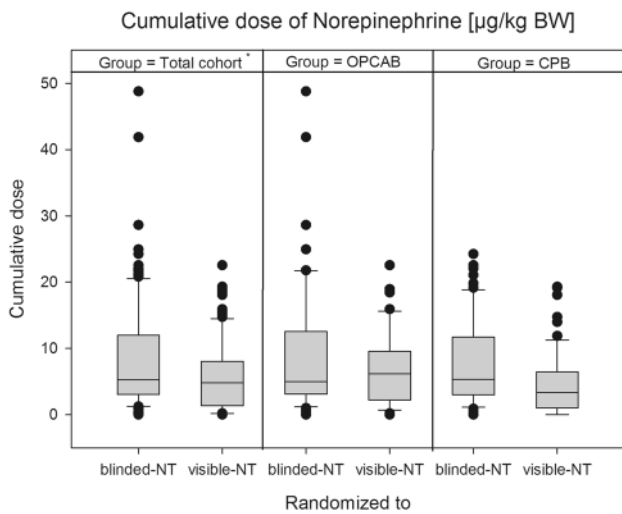 Cumulative dose of Norepinephrine [µg/kg BW]
Group = Total cohort *
Group = OPCAB
Group = CPB
Cumulative dose
50
40
30
20
10
0
blinded-NT visible-NT blinded-NT visible-NT blinded-NT visible-NT
Randomized to